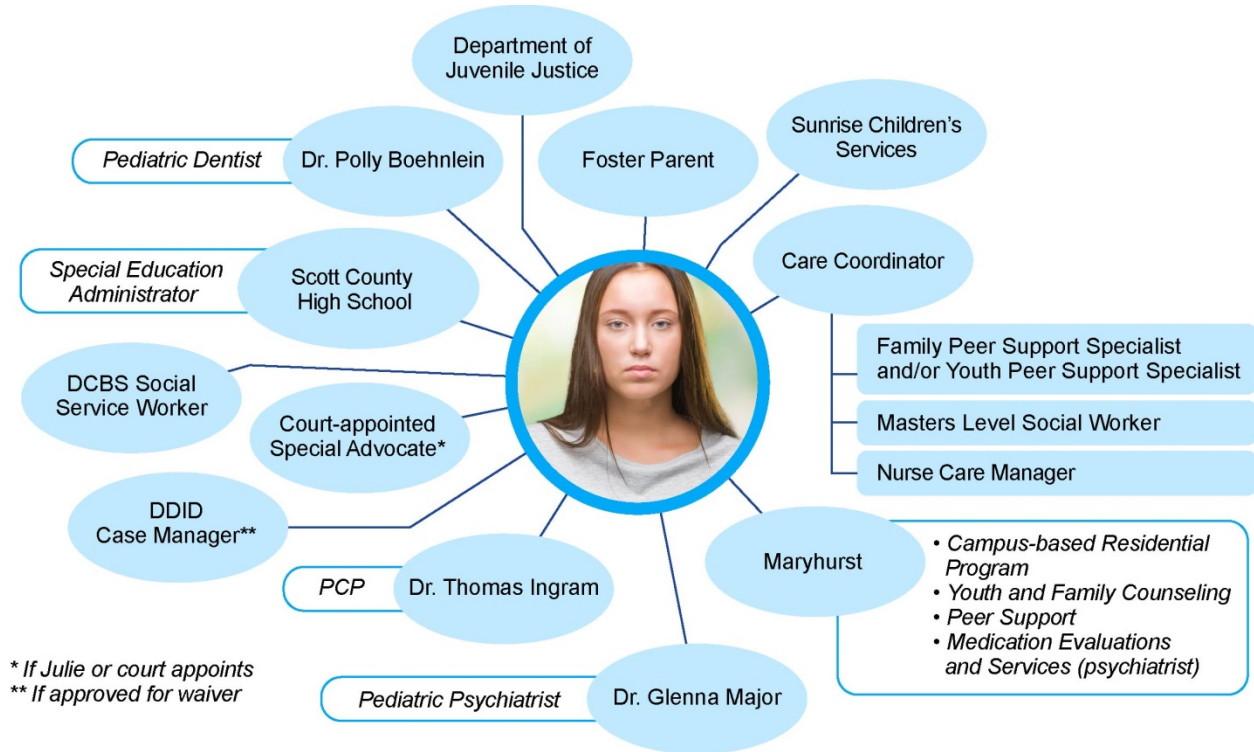 Department of
Juvenile Justice
Sunrise Children's
Services
Pediatric Dentist
Dr. Polly Boehnlein
Foster Parent
Special Education
Administrator
Scott County
High School
Care Coordinator
Family Peer Support Specialist
and/or Youth Peer Support Specialist
Masters Level Social Worker
Nurse Care Manager
DCBS Social
Service Worker
Court-appointed
Special Advocate*
DDID
Case Manager**
PCP
Dr. Thomas Ingram
Maryhurst
• Campus-based Residential
Program
• Youth and Family Counseling
• Peer Support
• Medication Evaluations
and Services (psychiatrist)
Pediatric Psychiatrist
Dr. Glenna Major
* If Julie or court appoints
** If approved for waiver